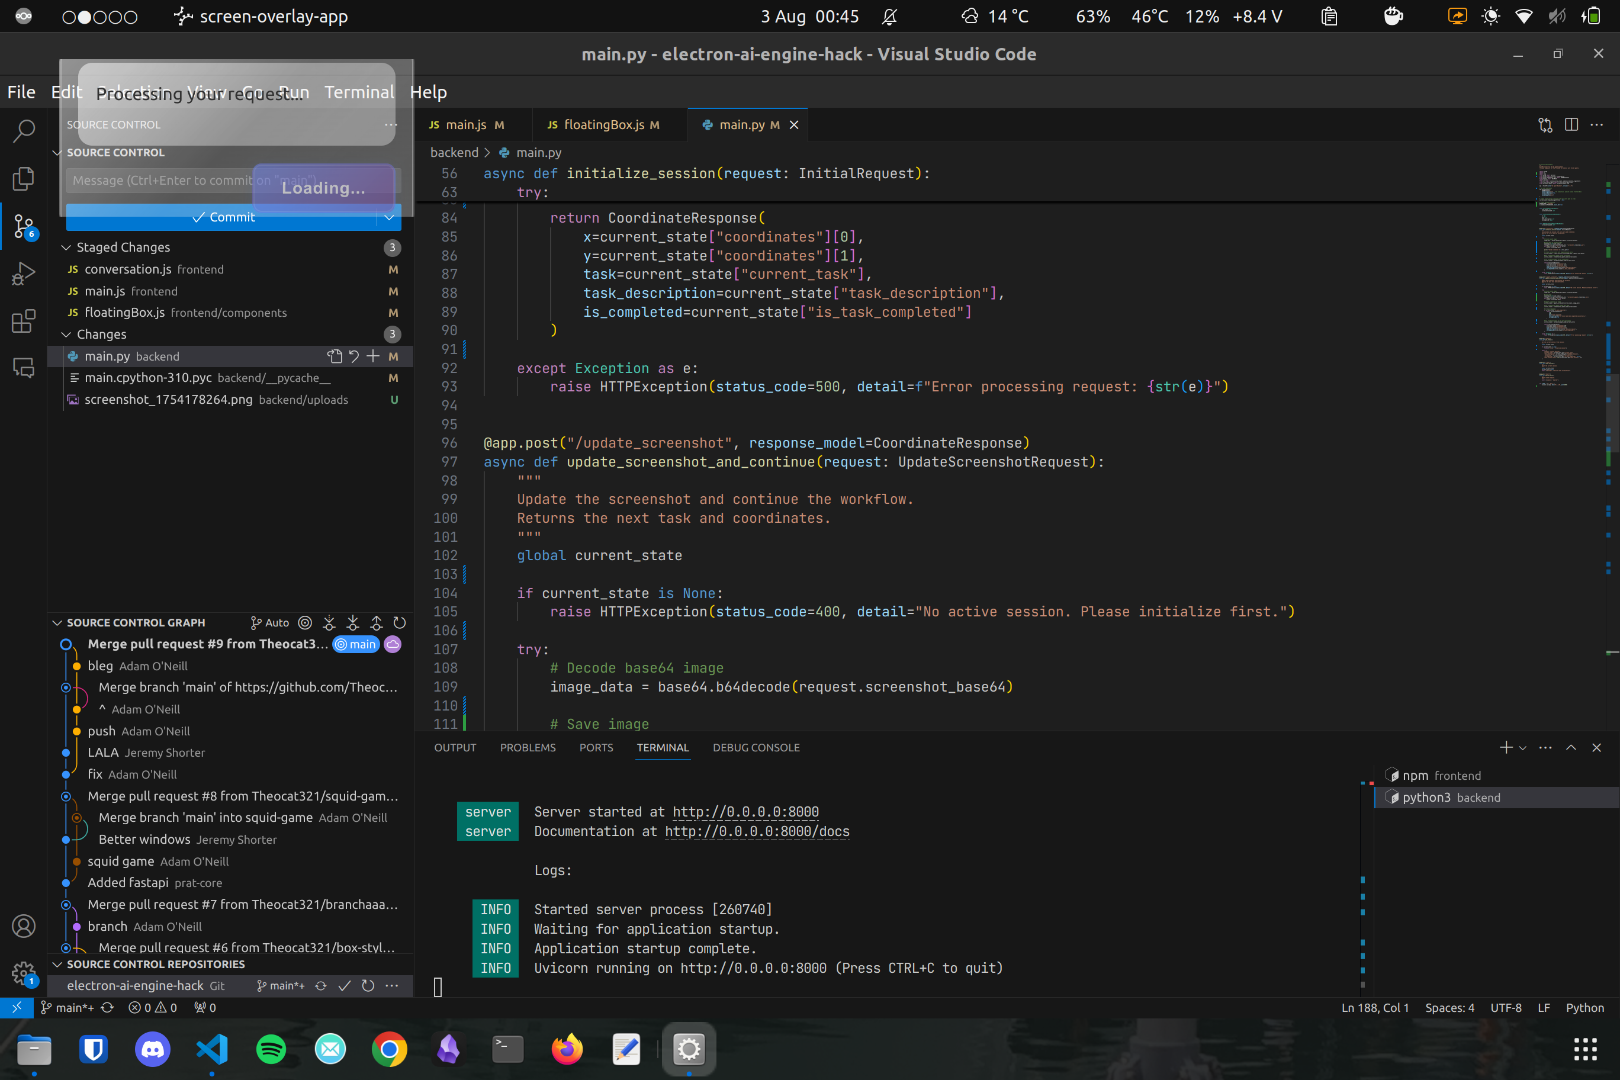 screen-overlay-app
3 Aug 00:45
14 °C
63% 46°C 12% +8.4 V
main.py - electron-ai-engine-hack - Visual Studio Code
File Edit Selection View Go Run Terminal Help
Processing your request...
SOURCE CONTROL
SOURCE CONTROL
Message (Ctrl+Enter to commit on "main")
Loading...
Commit
Staged Changes 3
JS conversation.js frontend M
JS main.js frontend M
JS floatingBox.js frontend/components M
Changes 3
main.py backend M
main.cpython-310.pyc backend/__pycache__ M
screenshot_1754178264.png backend/uploads U
6
SOURCE CONTROL GRAPH Auto
Merge pull request #9 from Theocat3... main
bleg Adam O'Neill
Merge branch 'main' of https://github.com/Theoc...
^ Adam O'Neill
push Adam O'Neill
LALA Jeremy Shorter
fix Adam O'Neill
Merge pull request #8 from Theocat321/squid-gam...
Merge branch 'main' into squid-game Adam O'Neill
Better windows Jeremy Shorter
squid game Adam O'Neill
Added fastapi prat-core
Merge pull request #7 from Theocat321/branchaaa...
branch Adam O'Neill
Merge pull request #6 from Theocat321/box-styl...
SOURCE CONTROL REPOSITORIES
electron-ai-engine-hack Git main*+
1
JS main.js M
JS floatingBox.js M
main.py M
backend > main.py
56 async def initialize_session(request: InitialRequest):
63 try:
84 return CoordinateResponse(
85 x=current_state["coordinates"][0],
86 y=current_state["coordinates"][1],
87 task=current_state["current_task"],
88 task_description=current_state["task_description"],
89 is_completed=current_state["is_task_completed"]
90 )
91
92 except Exception as e:
93 raise HTTPException(status_code=500, detail=f"Error processing request: {str(e)}")
94
95
96 @app.post("/update_screenshot", response_model=CoordinateResponse)
97 async def update_screenshot_and_continue(request: UpdateScreenshotRequest):
98 """
99 Update the screenshot and continue the workflow.
100 Returns the next task and coordinates.
101 """
102 global current_state
103
104 if current_state is None:
105 raise HTTPException(status_code=400, detail="No active session. Please initialize first.")
106
107 try:
108 # Decode base64 image
109 image_data = base64.b64decode(request.screenshot_base64)
110
111 # Save image
OUTPUT PROBLEMS PORTS TERMINAL DEBUG CONSOLE
server Server started at http://0.0.0.0:8000
server Documentation at http://0.0.0.0:8000/docs
Logs:
INFO Started server process [260740]
INFO Waiting for application startup.
INFO Application startup complete.
INFO Uvicorn running on http://0.0.0.0:8000 (Press CTRL+C to quit)
npm frontend
python3 backend
main*+ 0 0 0
Ln 188, Col 1 Spaces: 4 UTF-8 LF Python